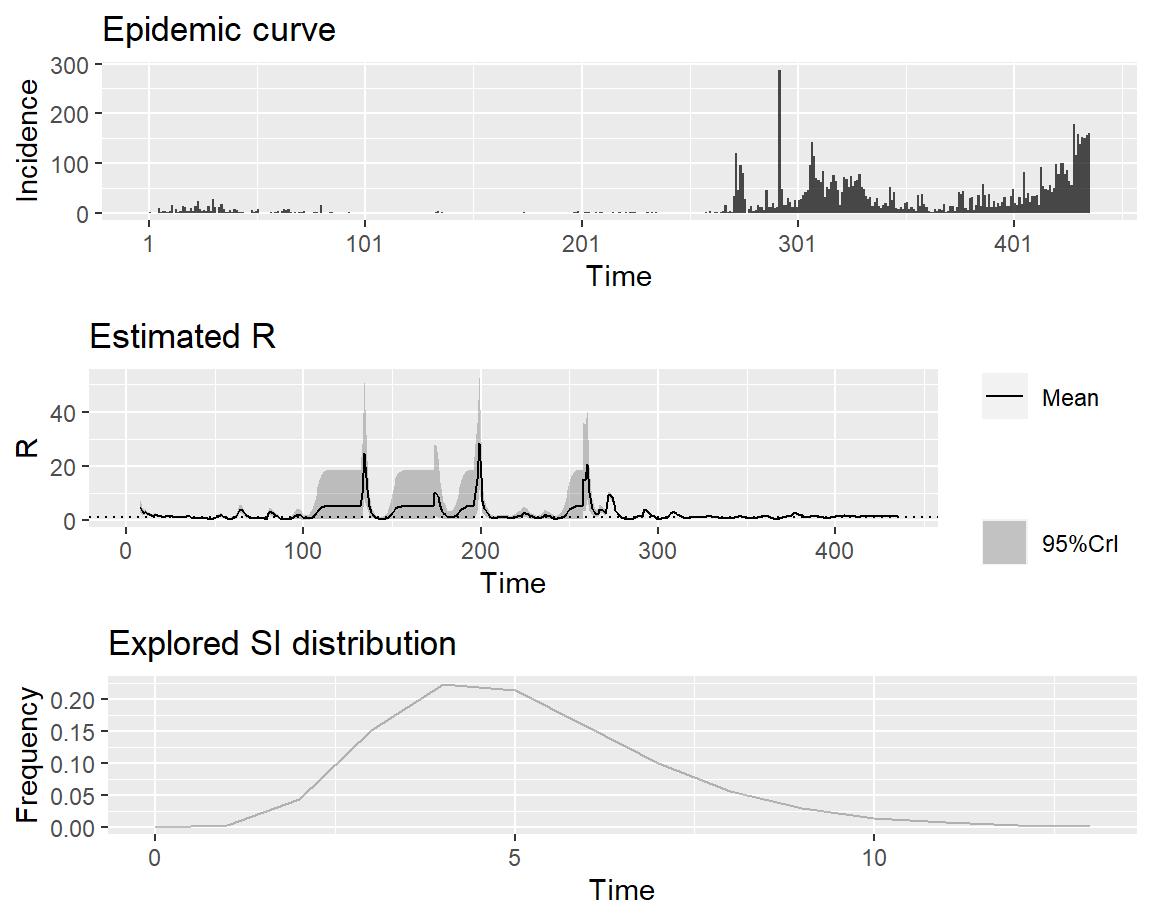 Epidemic curve
300
200
100
0
Incidence
1 101 201 301 401
Time
Estimated R
40
20
0
R
0 100 200 300 400
Time
Mean
95%CrI
Explored SI distribution
0.20
0.15
0.10
0.05
0.00
Frequency
0 5 10
Time